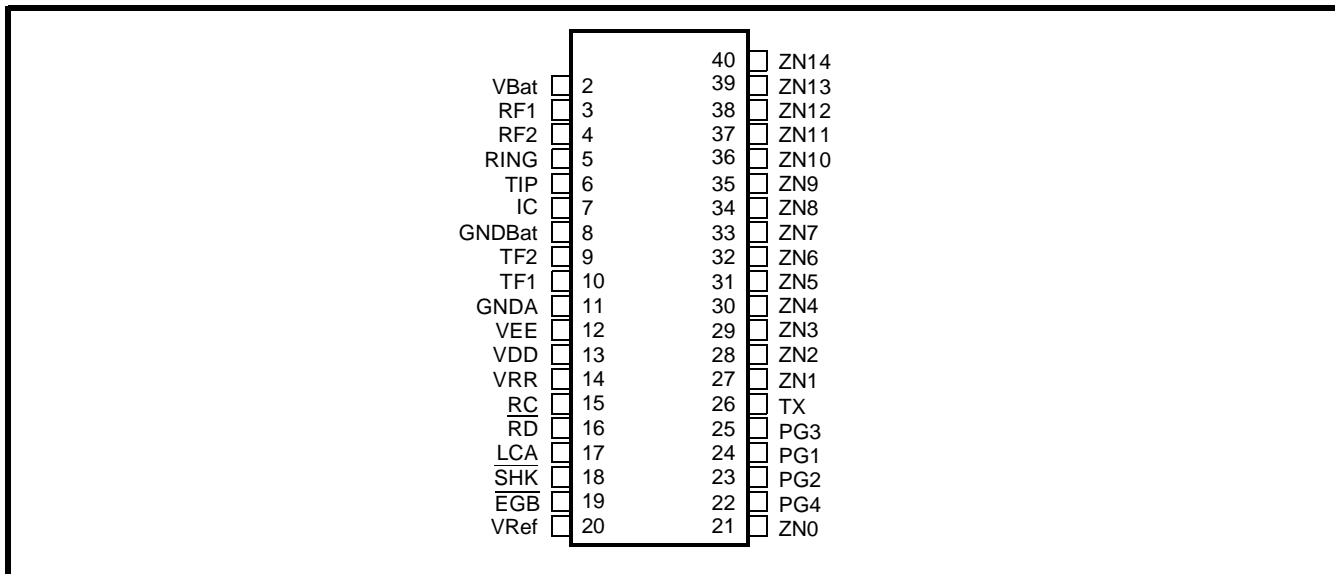 40 ZN14
VBat 2 39 ZN13
RF1 3 38 ZN12
RF2 4 37 ZN11
RING 5 36 ZN10
TIP 6 35 ZN9
IC 7 34 ZN8
GNDBat 8 33 ZN7
TF2 9 32 ZN6
TF1 10 31 ZN5
GNDA 11 30 ZN4
VEE 12 29 ZN3
VDD 13 28 ZN2
VRR 14 27 ZN1
RC 15 26 TX
R̅D̅ 16 25 PG3
LCA 17 24 PG1
S̅H̅K̅ 18 23 PG2
E̅G̅B̅ 19 22 PG4
VRef 20 21 ZN0